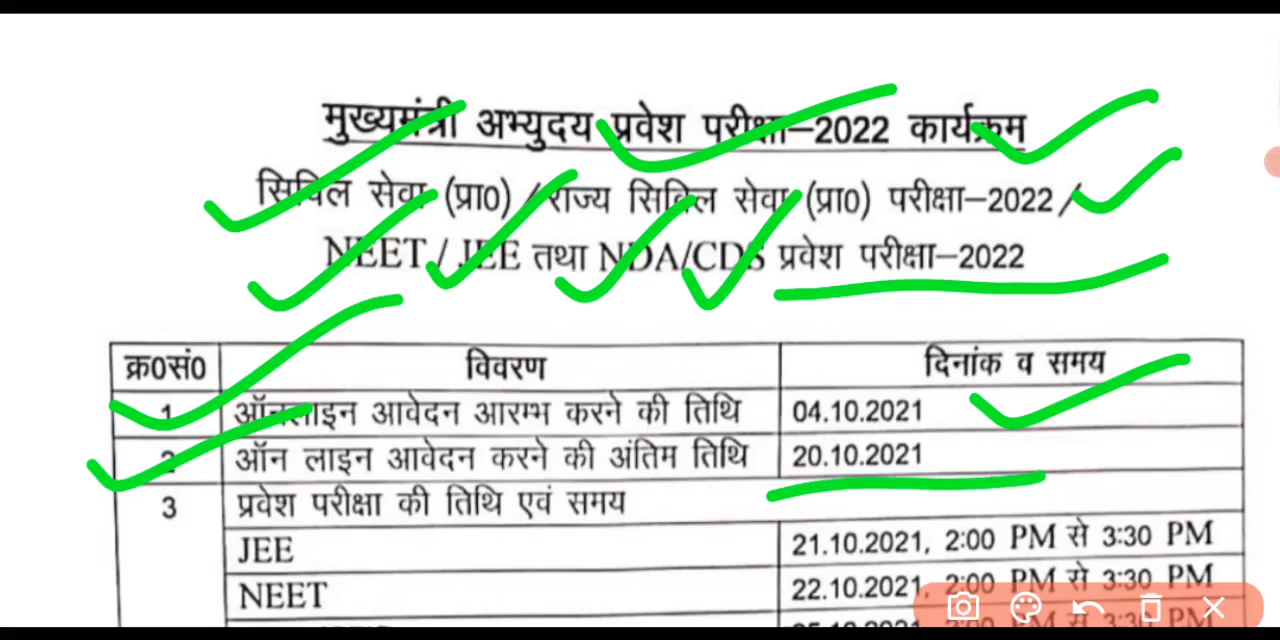 मुख्यमंत्री अभ्युदय प्रवेश परीक्षा–2022 कार्यक्रम
सिविल सेवा (प्रा0) / राज्य सिविल सेवा (प्रा0) परीक्षा–2022 /
NEET / JEE तथा NDA/CDS प्रवेश परीक्षा–2022
क्र0सं0 विवरण दिनांक व समय
1 ऑनलाइन आवेदन आरम्भ करने की तिथि 04.10.2021
2 ऑन लाइन आवेदन करने की अंतिम तिथि 20.10.2021
3 प्रवेश परीक्षा की तिथि एवं समय
JEE 21.10.2021, 2:00 PM से 3:30 PM
NEET 22.10.2021, 2:00 PM से 3:30 PM